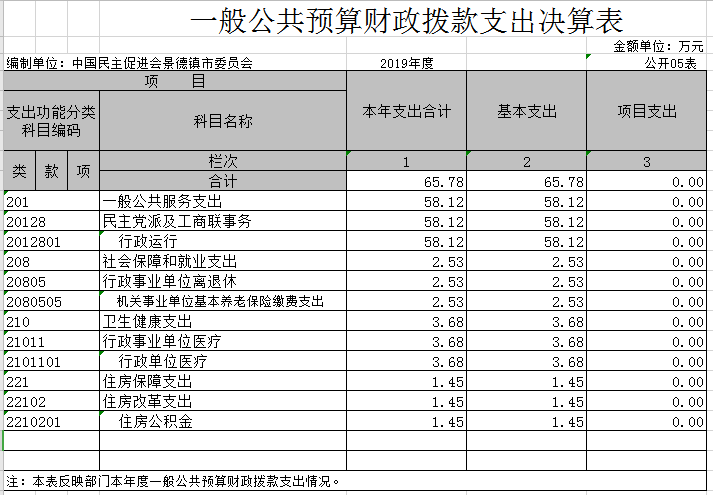 一般公共预算财政拨款支出决算表
金额单位：万元
编制单位：中国民主促进会景德镇市委员会 2019年度 公开05表
项 目 本年支出合计 基本支出 项目支出
支出功能分类科目编码 科目名称
类 款 项 栏次 1 2 3
合计 65.78 65.78 0.00
201 一般公共服务支出 58.12 58.12 0.00
20128 民主党派及工商联事务 58.12 58.12 0.00
2012801 行政运行 58.12 58.12 0.00
208 社会保障和就业支出 2.53 2.53 0.00
20805 行政事业单位离退休 2.53 2.53 0.00
2080505 机关事业单位基本养老保险缴费支出 2.53 2.53 0.00
210 卫生健康支出 3.68 3.68 0.00
21011 行政事业单位医疗 3.68 3.68 0.00
2101101 行政单位医疗 3.68 3.68 0.00
221 住房保障支出 1.45 1.45 0.00
22102 住房改革支出 1.45 1.45 0.00
2210201 住房公积金 1.45 1.45 0.00
注：本表反映部门本年度一般公共预算财政拨款支出情况。